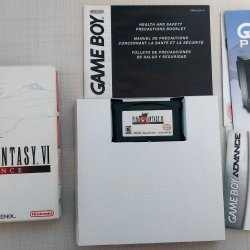 GAME BOY
HEALTH AND SAFETY
PRECAUTIONS BOOKLET
MANUEL DE PRÉCAUTIONS
CONCERNANT LA SANTÉ ET LA SÉCURITÉ
FOLLETO DE PRECAUCIONES
DE SALUD Y SEGURIDAD
NTASY. VI
NCE
ENIX.
Nintendo
GAME BOY ADVANCE